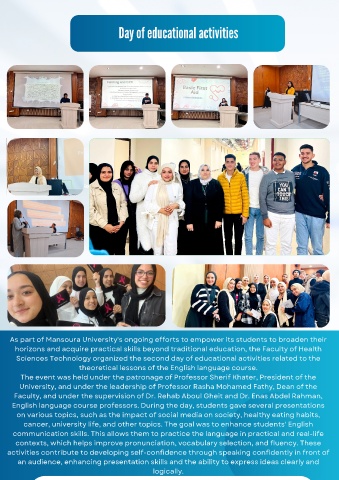 Day of educational activities
Basic First
Aid
YOU CAN
TOUCH
THIS
As part of Mansoura University's ongoing efforts to empower its students to broaden their
horizons and acquire practical skills beyond traditional education, the Faculty of Health
Sciences Technology organized the second day of educational activities related to the
theoretical lessons of the English language course.
The event was held under the patronage of Professor Sherif Khater, President of the
University, and under the leadership of Professor Rasha Mohamed Fathy, Dean of the
Faculty, and under the supervision of Dr. Rehab Aboul Gheit and Dr. Enas Abdel Rahman,
English language course professors. During the day, students gave several presentations
on various topics, such as the impact of social media on society, healthy eating habits,
cancer, university life, and other topics. The goal was to enhance students' English
communication skills. This allows them to practice the language in practical and real-life
contexts, which helps improve pronunciation, vocabulary selection, and fluency. These
activities contribute to developing self-confidence through speaking confidently in front of
an audience, enhancing presentation skills and the ability to express ideas clearly and
logically.